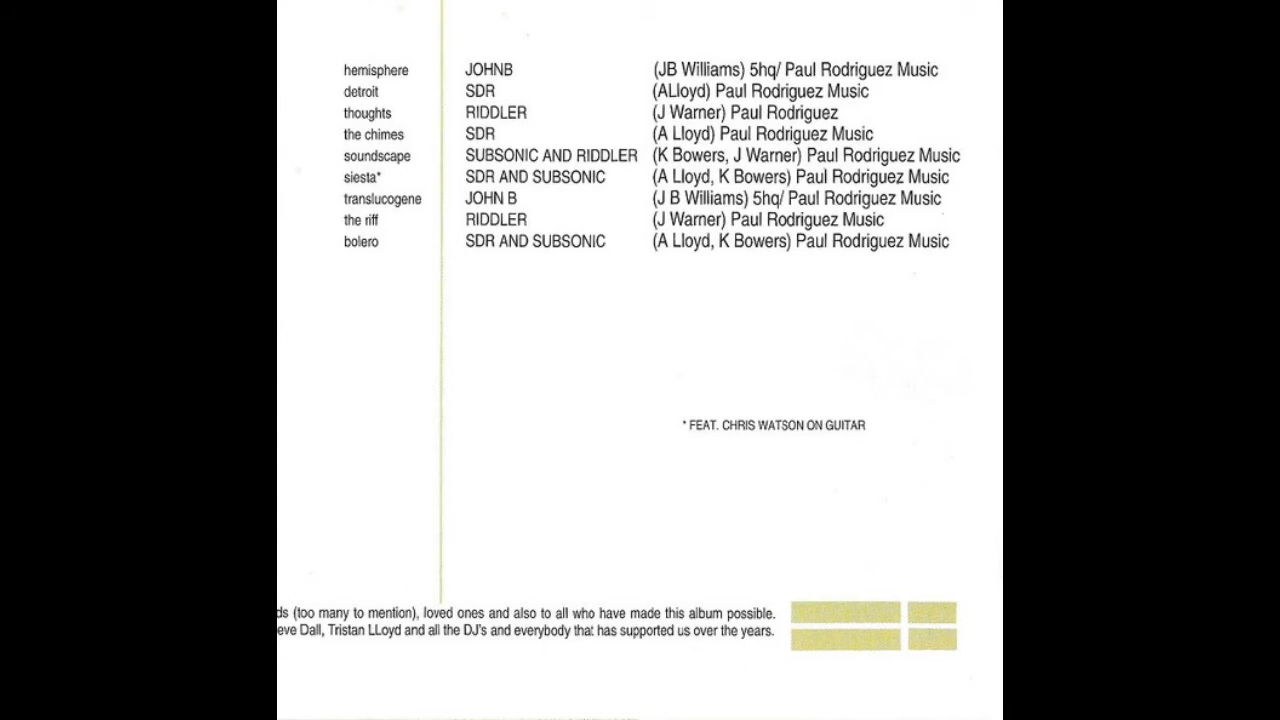 hemisphere JOHNB (JB Williams) 5hq/ Paul Rodriguez Music
detroit SDR (ALloyd) Paul Rodriguez Music
thoughts RIDDLER (J Warner) Paul Rodriguez
the chimes SDR (A Lloyd) Paul Rodriguez Music
soundscape SUBSONIC AND RIDDLER (K Bowers, J Warner) Paul Rodriguez Music
siesta* SDR AND SUBSONIC (A Lloyd, K Bowers) Paul Rodriguez Music
translucogene JOHN B (J B Williams) 5hq/ Paul Rodriguez Music
the riff RIDDLER (J Warner) Paul Rodriguez Music
bolero SDR AND SUBSONIC (A Lloyd, K Bowers) Paul Rodriguez Music
* FEAT. CHRIS WATSON ON GUITAR
ds (too many to mention), loved ones and also to all who have made this album possible.
eve Dall, Tristan LLoyd and all the DJ's and everybody that has supported us over the years.